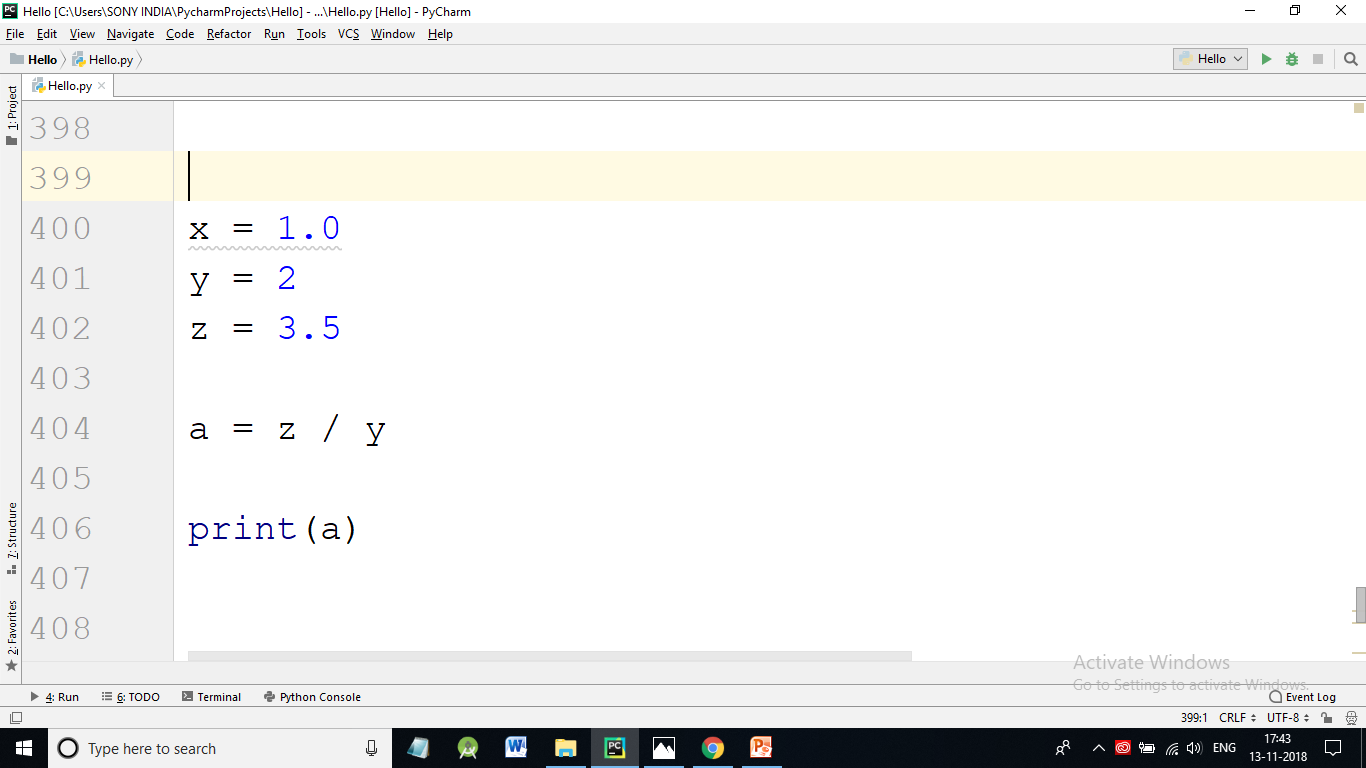 Hello [C:\Users\SONY INDIA\PycharmProjects\Hello] - ...\Hello.py [Hello] - PyCharm
File Edit View Navigate Code Refactor Run Tools VCS Window Help
Hello Hello.py Hello
1: Project
Hello.py
398
399
400 x = 1.0
401 y = 2
402 z = 3.5
403
404 a = z / y
405
406 print(a)
407
408
7: Structure
2: Favorites
Activate Windows
Go to Settings to activate Windows.
4: Run 6: TODO Terminal Python Console Event Log
399:1 CRLF UTF-8
Type here to search
ENG
17:43
13-11-2018